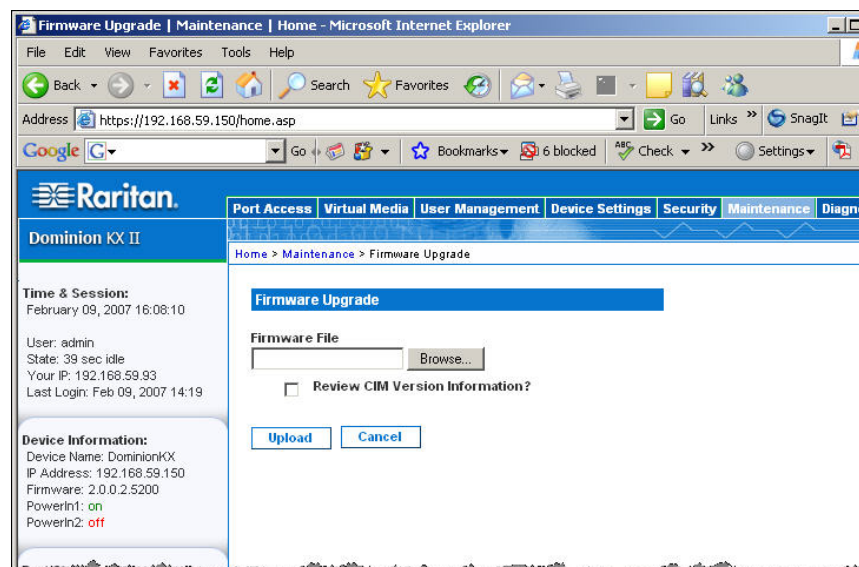 Firmware Upgrade | Maintenance | Home - Microsoft Internet Explorer
File Edit View Favorites Tools Help
Back Search Favorites
Address https://192.168.59.150/home.asp Go Links » SnagIt
Google G Go Bookmarks 6 blocked ABC Check » Settings
Raritan.
Port Access Virtual Media User Management Device Settings Security Maintenance Diagn
Dominion KX II
Home > Maintenance > Firmware Upgrade
Time & Session:
February 09, 2007 16:08:10
User: admin
State: 39 sec idle
Your IP: 192.168.59.93
Last Login: Feb 09, 2007 14:19
Firmware Upgrade
Firmware File
Browse...
Review CIM Version Information?
Upload Cancel
Device Information:
Device Name: DominionKX
IP Address: 192.168.59.150
Firmware: 2.0.0.2.5200
PowerIn1: on
PowerIn2: off